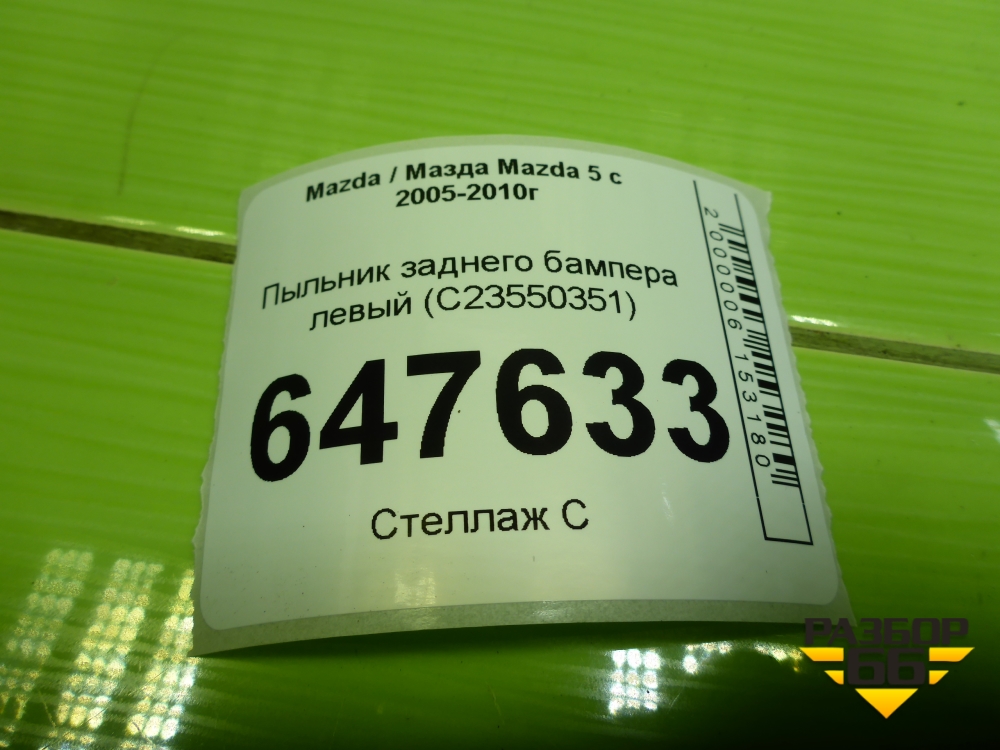 Mazda / Мазда Mazda 5 с
2005-2010г
Пыльник заднего бампера
левый (C23550351)
647633
Стеллаж С
2000006153180
РАЗБОР
66